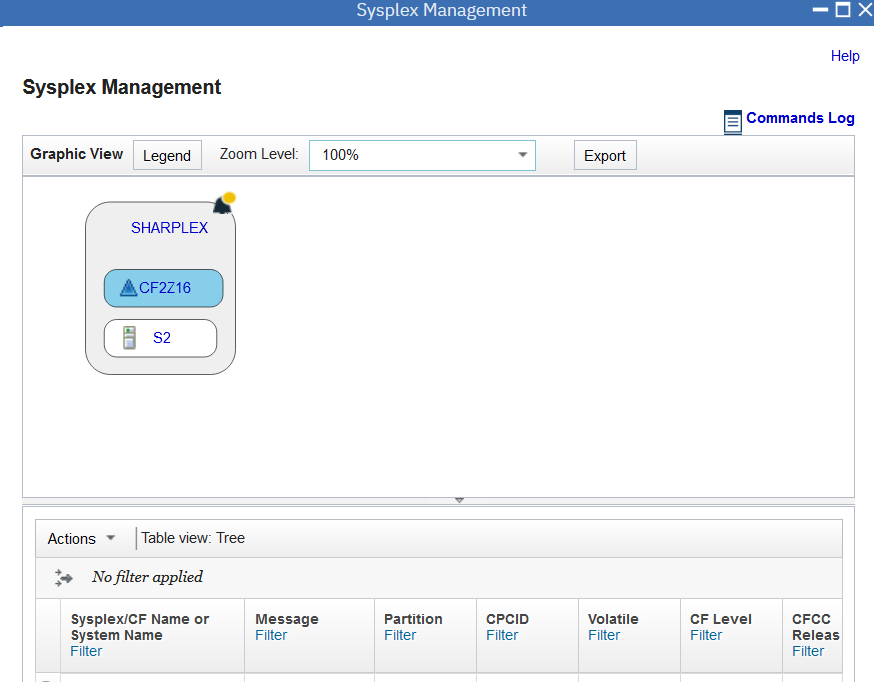 Sysplex Management
Help
Sysplex Management
Commands Log
Graphic View Legend Zoom Level: 100% Export
SHARPLEX
CF2Z16
S2
Actions Table view: Tree
No filter applied
Sysplex/CF Name or Message Partition CPCID Volatile CF Level CFCC
System Name Filter Filter Filter Filter Filter Releas
Filter Filter